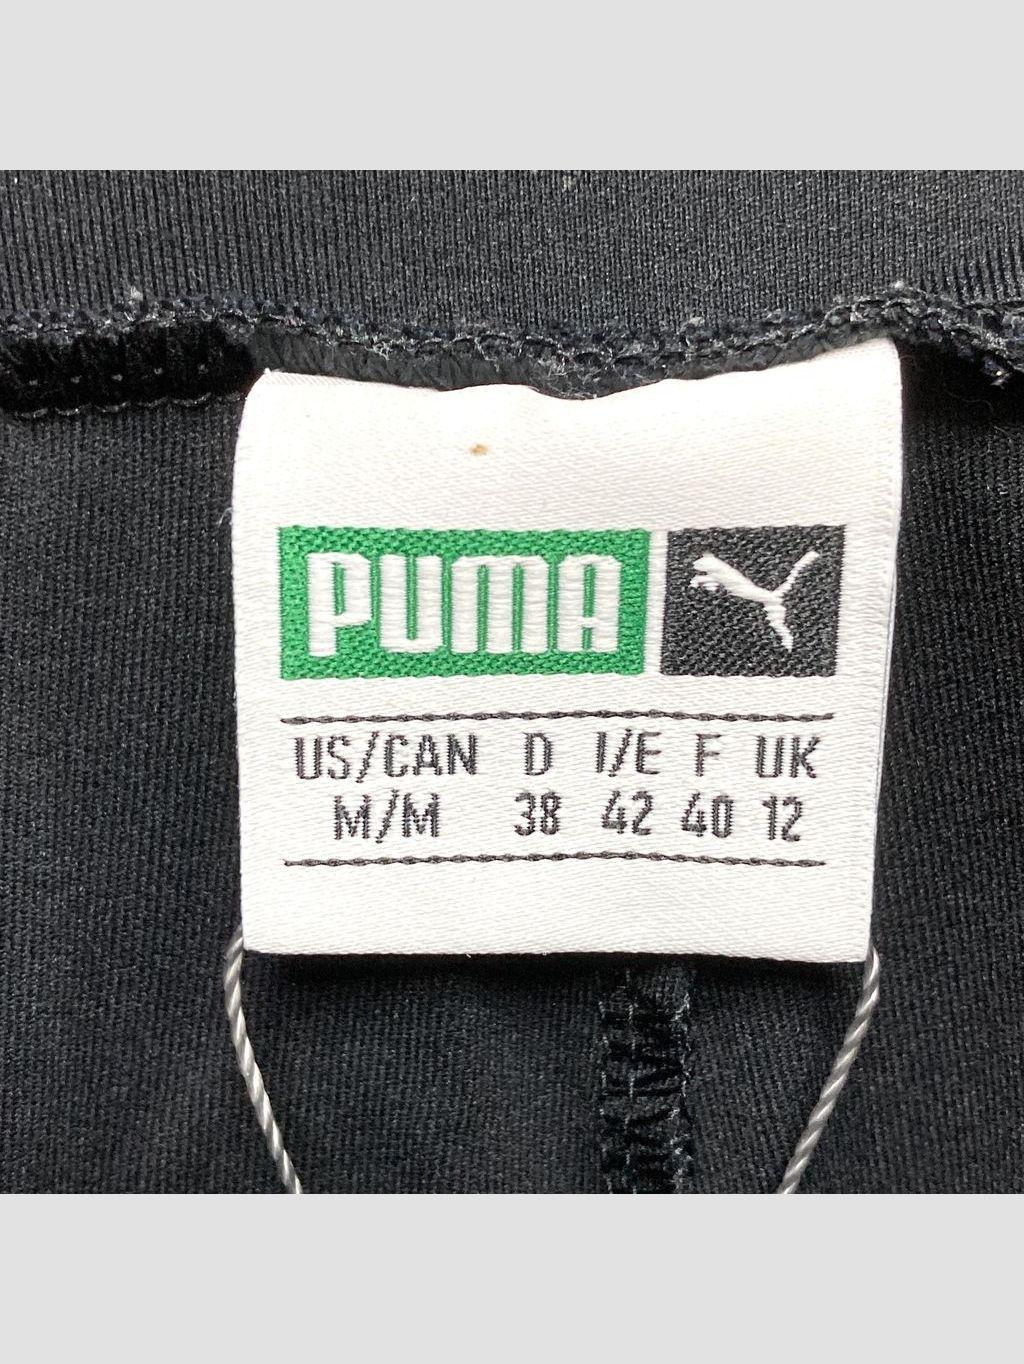 PUMA
US/CAN D I/E F UK
M/M 38 42 40 12